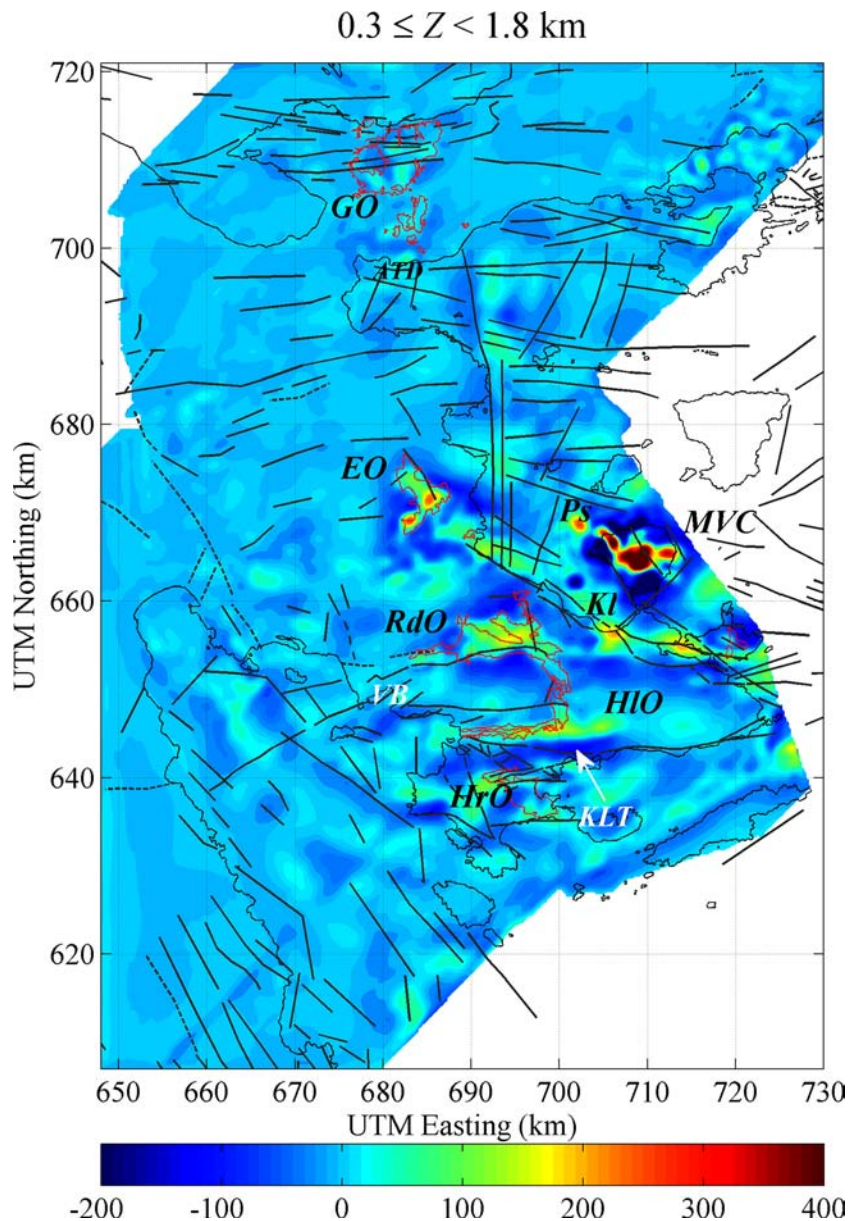 0.3 ≤ Z < 1.8 km
720
GO
700
ATD
680
EO
Ps
MVC
UTM Northing (km)
660
RdO
Kl
VB
HlO
640
HrO
KLT
620
650 660 670 680 690 700 710 720 730
UTM Easting (km)
-200 -100 0 100 200 300 400